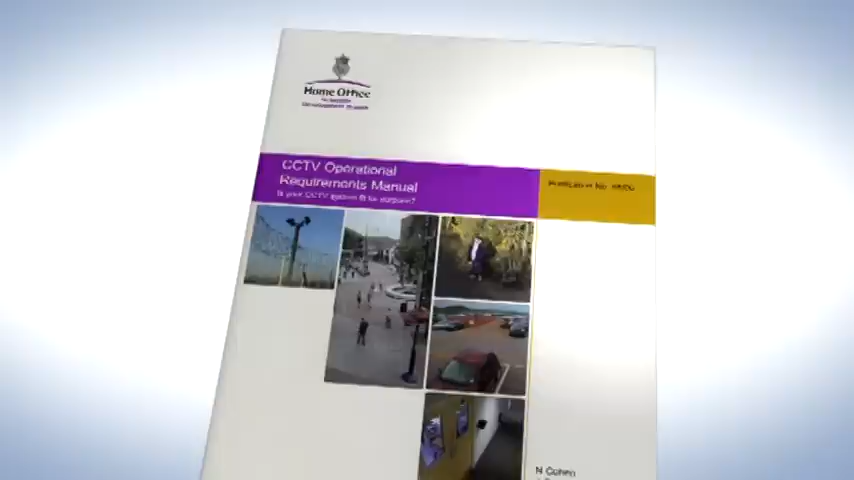 Home Office
CCTV Operational
Requirements Manual
Is your CCTV system fit for purpose?
Publication No.
N Cohen